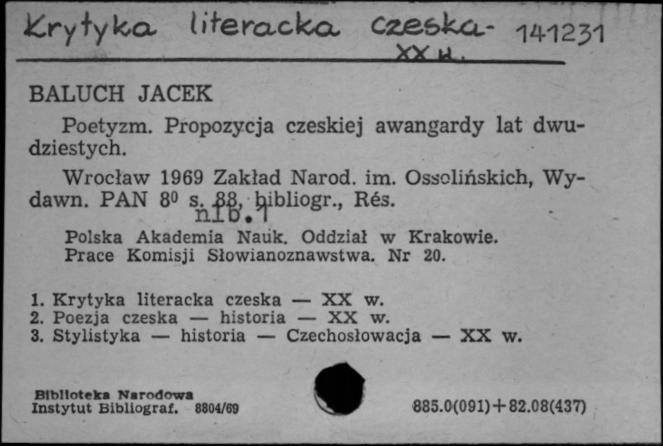 Krytyka literacka czeska- 141231
XX w.
BALUCH JACEK
Poetyzm. Propozycja czeskiej awangardy lat dwu-
dziestych.
Wrocław 1969 Zakład Narod. im. Ossolińskich, Wy-
dawn. PAN 8⁰ s. 88, bibliogr., Rés.
nlb. 1
Polska Akademia Nauk. Oddział w Krakowie.
Prace Komisji Słowianoznawstwa. Nr 20.
1. Krytyka literacka czeska — XX w.
2. Poezja czeska — historia — XX w.
3. Stylistyka — historia — Czechosłowacja — XX w.
Biblioteka Narodowa
Instytut Bibliograf. 8804/69 885.0(091)+82.08(437)